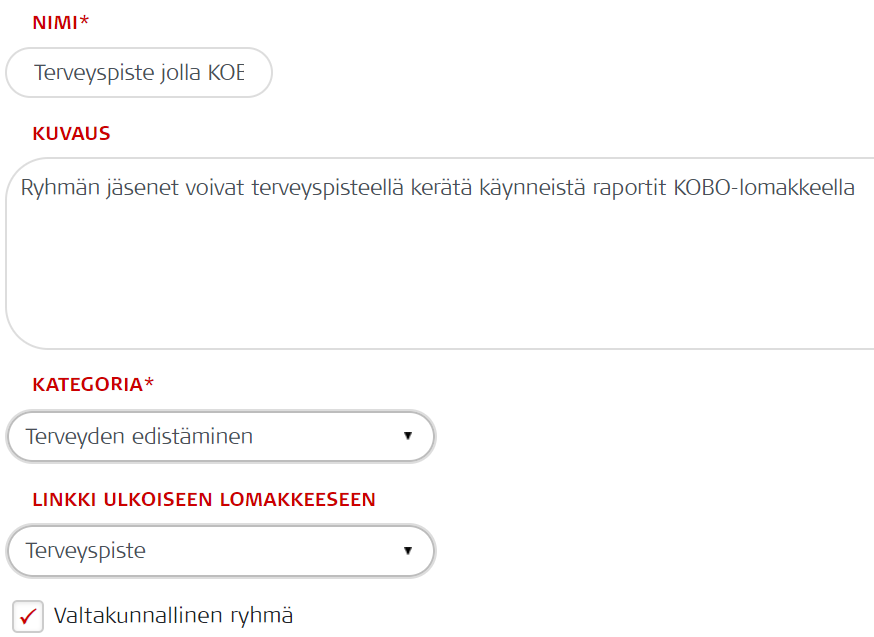 NIMI*
Terveyspiste jolla KOB
KUVAUS
Ryhmän jäsenet voivat terveyspisteellä kerätä käynneistä raportit KOBO-lomakkeella
KATEGORIA*
Terveyden edistäminen
LINKKI ULKOISEEN LOMAKKEESEEN
Terveyspiste
Valtakunnallinen ryhmä